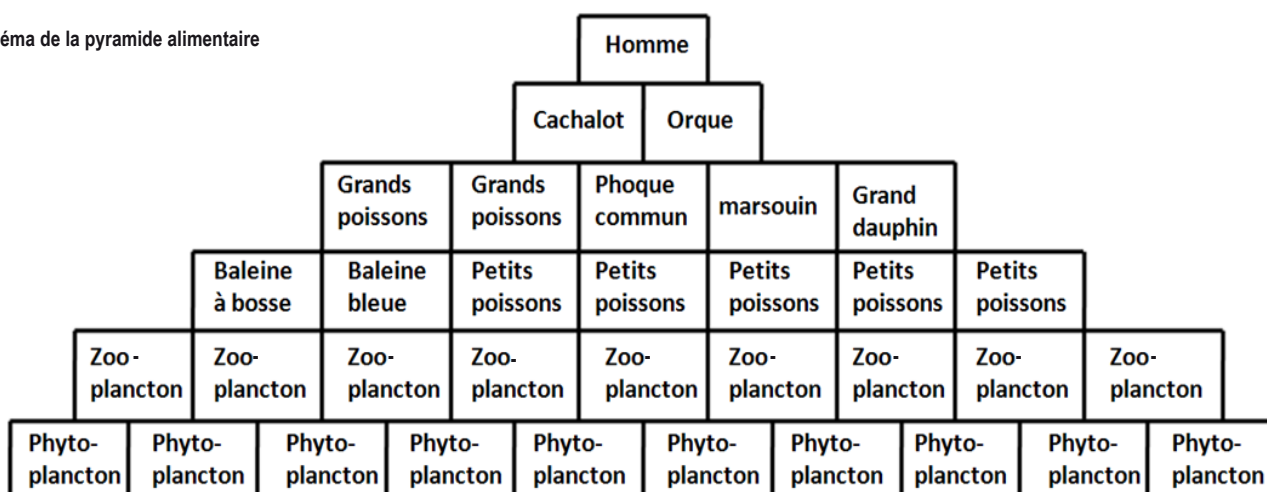 éma de la pyramide alimentaire
Homme
Cachalot
Orque
Grands
poissons
Grands
poissons
Phoque
commun
marsouin
Grand
dauphin
Baleine
à bosse
Baleine
bleue
Petits
poissons
Petits
poissons
Petits
poissons
Petits
poissons
Petits
poissons
Zoo-
plancton
Zoo-
plancton
Zoo-
plancton
Zoo-
plancton
Zoo-
plancton
Zoo-
plancton
Zoo-
plancton
Zoo-
plancton
Zoo-
plancton
Phyto-
plancton
Phyto-
plancton
Phyto-
plancton
Phyto-
plancton
Phyto-
plancton
Phyto-
plancton
Phyto-
plancton
Phyto-
plancton
Phyto-
plancton
Phyto-
plancton